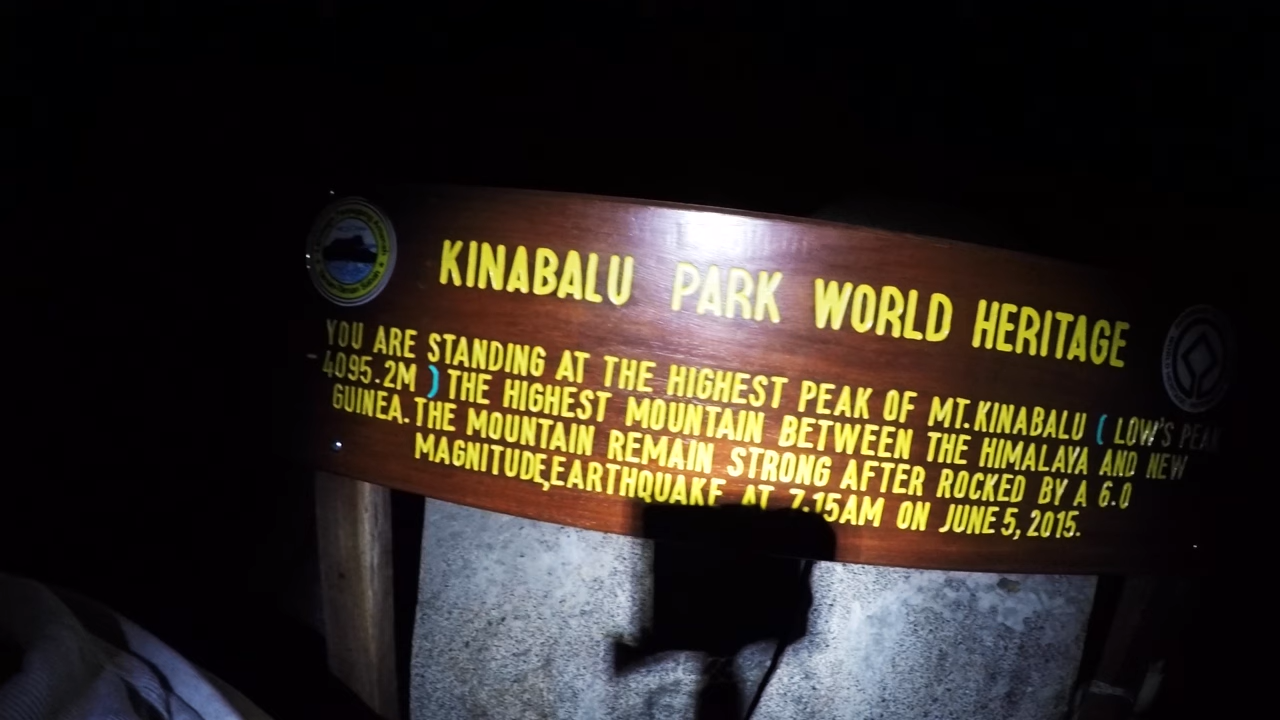 KINABALU PARK WORLD HERITAGE
YOU ARE STANDING AT THE HIGHEST PEAK OF MT.KINABALU ( LOW'S PEAK
- 4095.2M ) THE HIGHEST MOUNTAIN BETWEEN THE HIMALAYA AND NEW
GUINEA. THE MOUNTAIN REMAIN STRONG AFTER ROCKED BY A 6.0
MAGNITUDE, EARTHQUAKE AT 7.15AM ON JUNE 5, 2015.